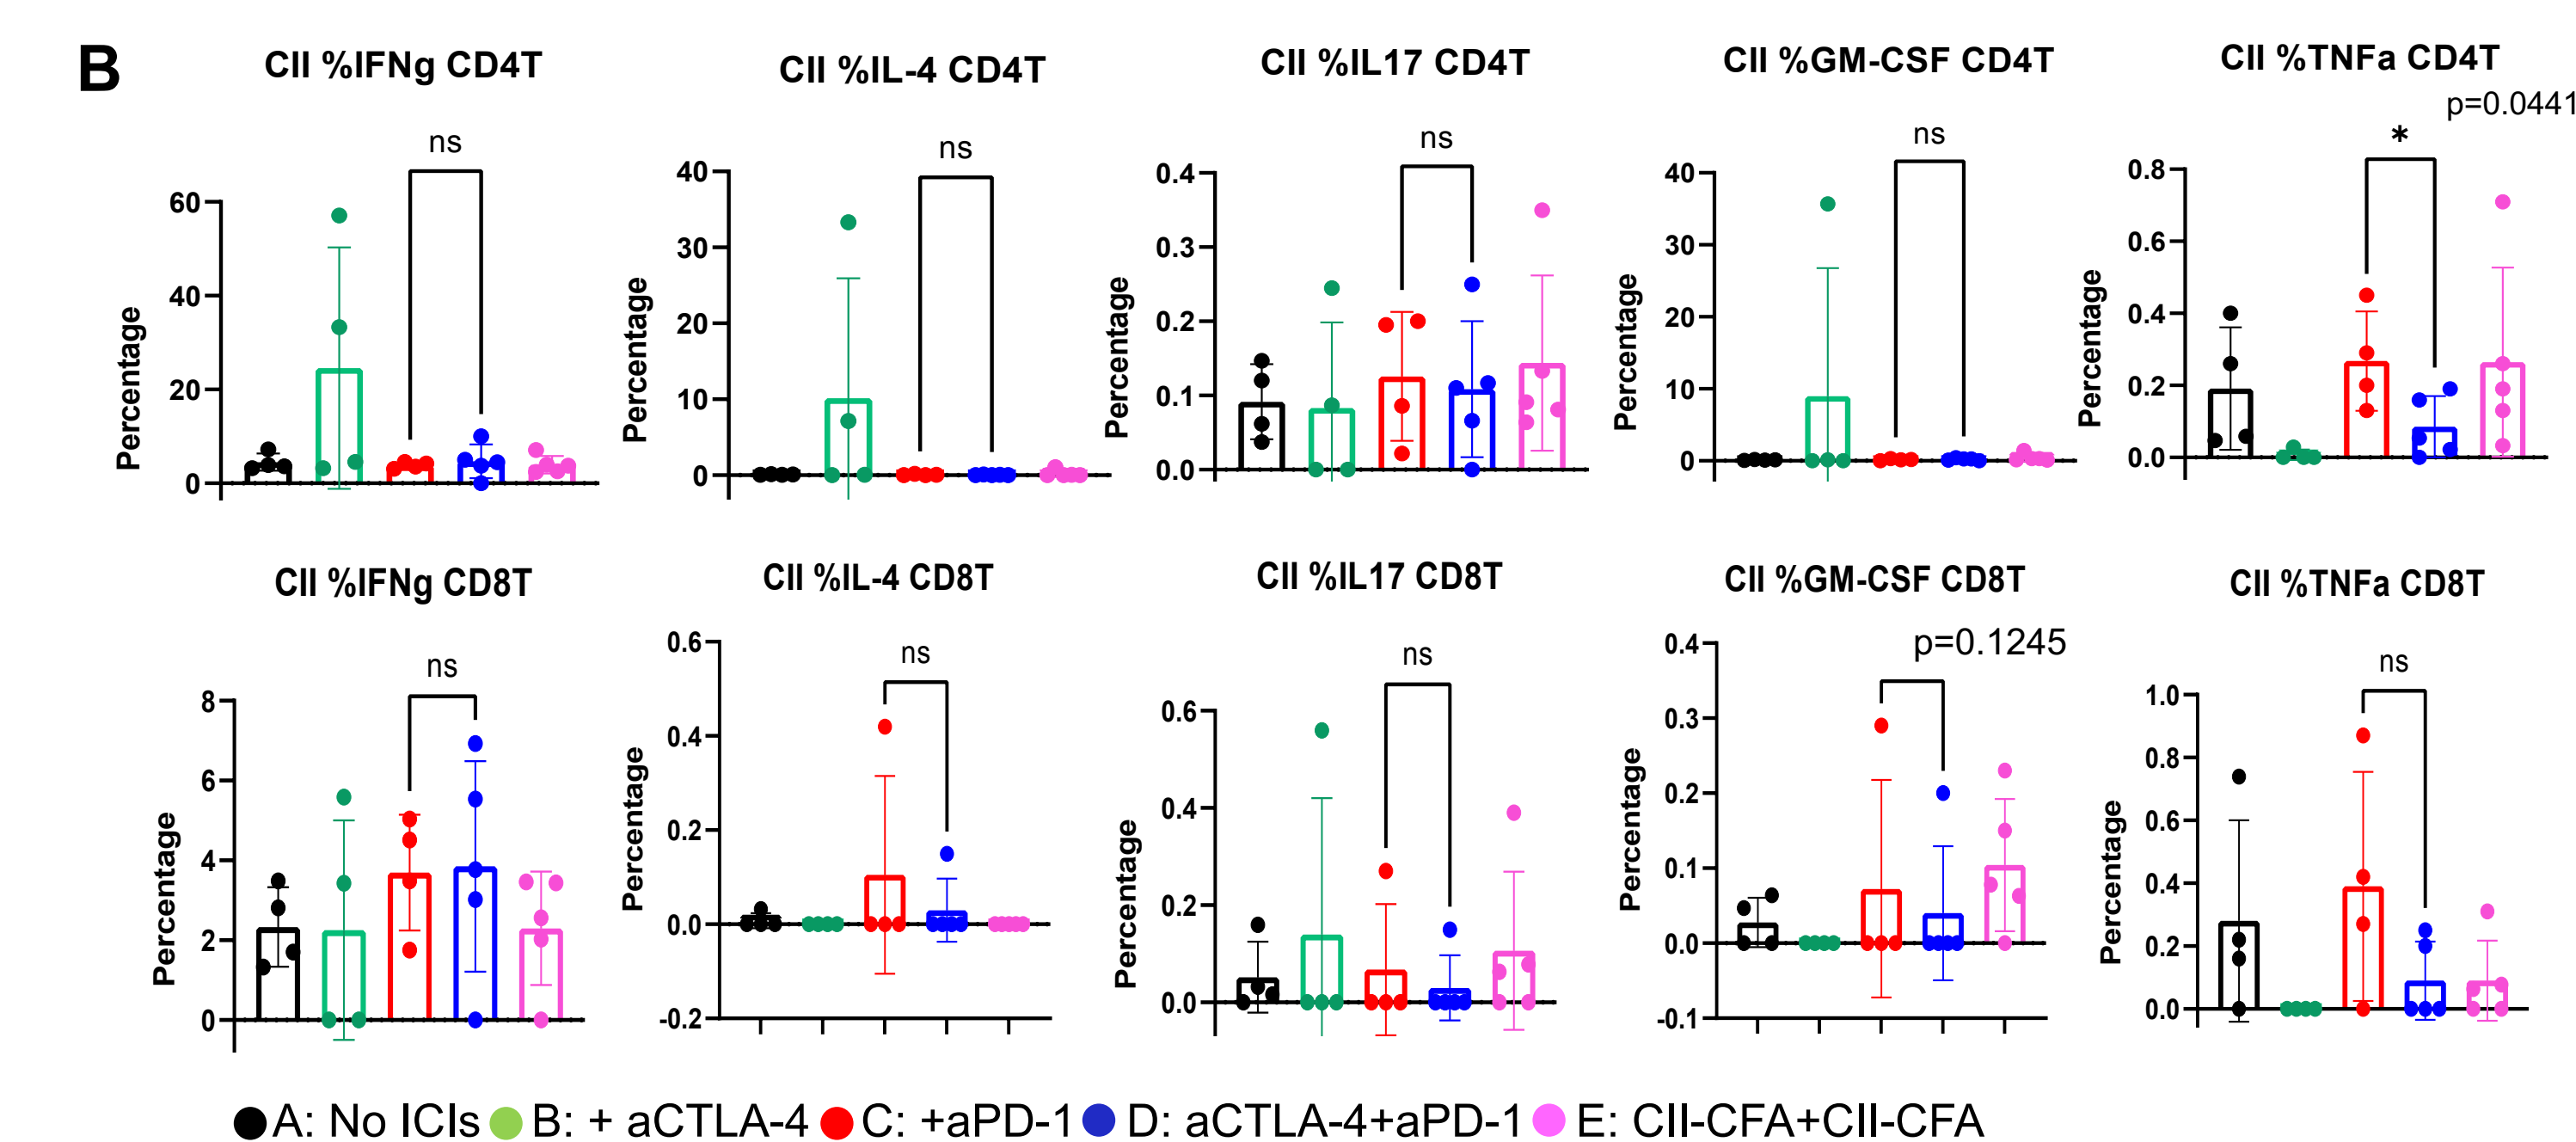 B
CII %IFNg CD4T
CII %IL-4 CD4T
CII %IL17 CD4T
CII %GM-CSF CD4T
CII %TNFa CD4T
p=0.0441
ns
ns
ns
ns
*
Percentage
60
40
20
0
Percentage
40
30
20
10
0
Percentage
0.4
0.3
0.2
0.1
0.0
Percentage
40
30
20
10
0
Percentage
0.8
0.6
0.4
0.2
0.0
CII %IFNg CD8T
CII %IL-4 CD8T
CII %IL17 CD8T
CII %GM-CSF CD8T
CII %TNFa CD8T
ns
ns
ns
p=0.1245
ns
Percentage
8
6
4
2
0
Percentage
0.6
0.4
0.2
0.0
-0.2
Percentage
0.6
0.4
0.2
0.0
Percentage
0.4
0.3
0.2
0.1
0.0
-0.1
Percentage
1.0
0.8
0.6
0.4
0.2
0.0
A: No ICIs B: + aCTLA-4 C: +aPD-1 D: aCTLA-4+aPD-1 E: CII-CFA+CII-CFA